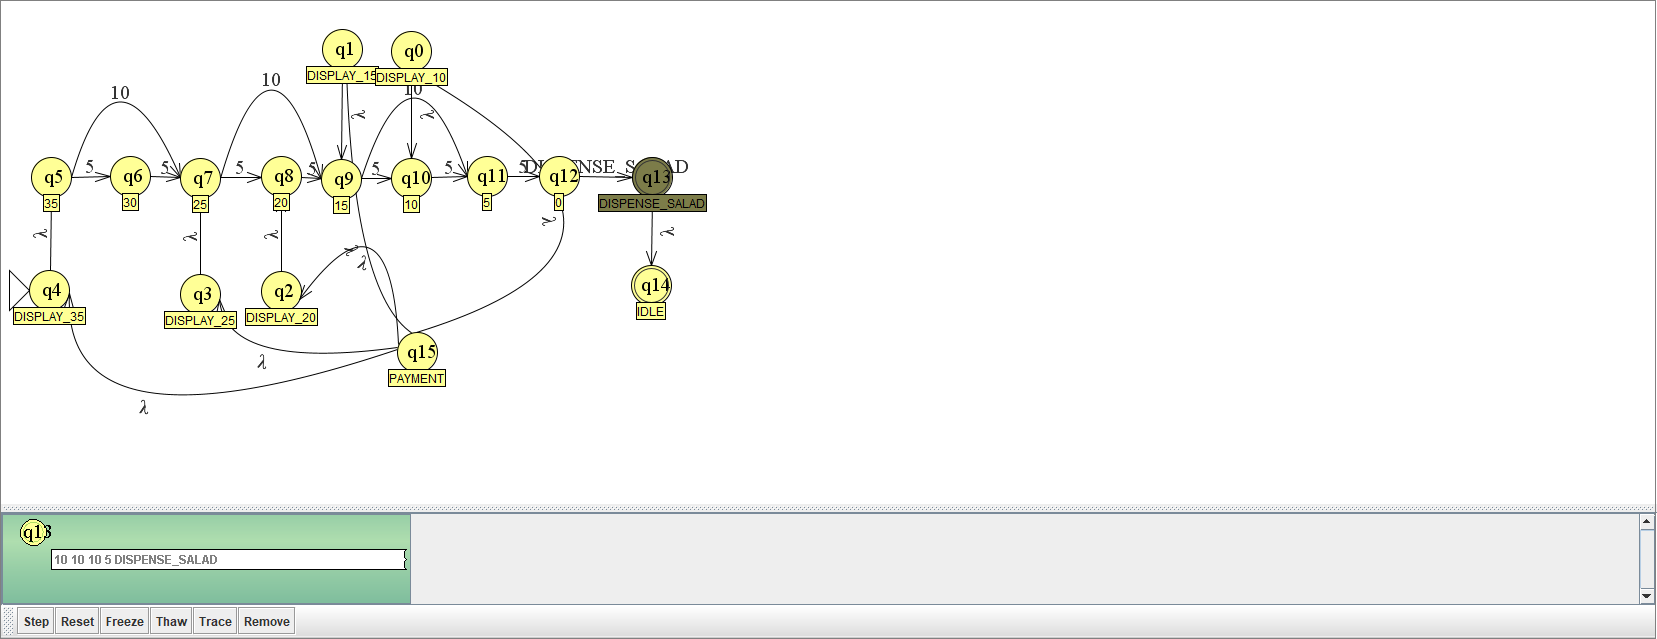 q1
q0
DISPLAY_15
DISPLAY_10
10
10
10
λ
λ
5
5
5
5
5
5
5
DISPENSE_SALAD
q5
q6
q7
q8
q9
q10
q11
q12
q13
35
30
25
20
15
10
5
0
DISPENSE_SALAD
λ
λ
λ
λ
λ
λ
λ
q4
q3
q2
q14
DISPLAY_35
DISPLAY_25
DISPLAY_20
IDLE
q15
PAYMENT
λ
λ
q13
10 10 10 5 DISPENSE_SALAD
Step Reset Freeze Thaw Trace Remove